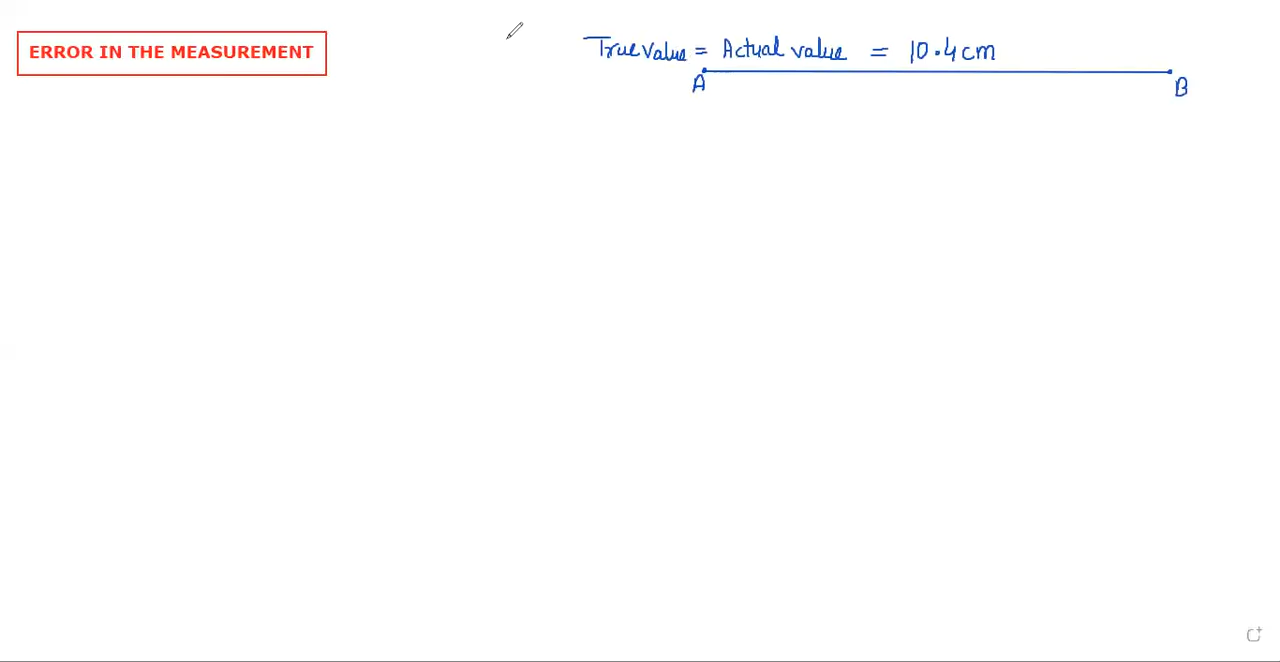 ERROR IN THE MEASUREMENT
True value = Actual value = 10.4 cm
A B